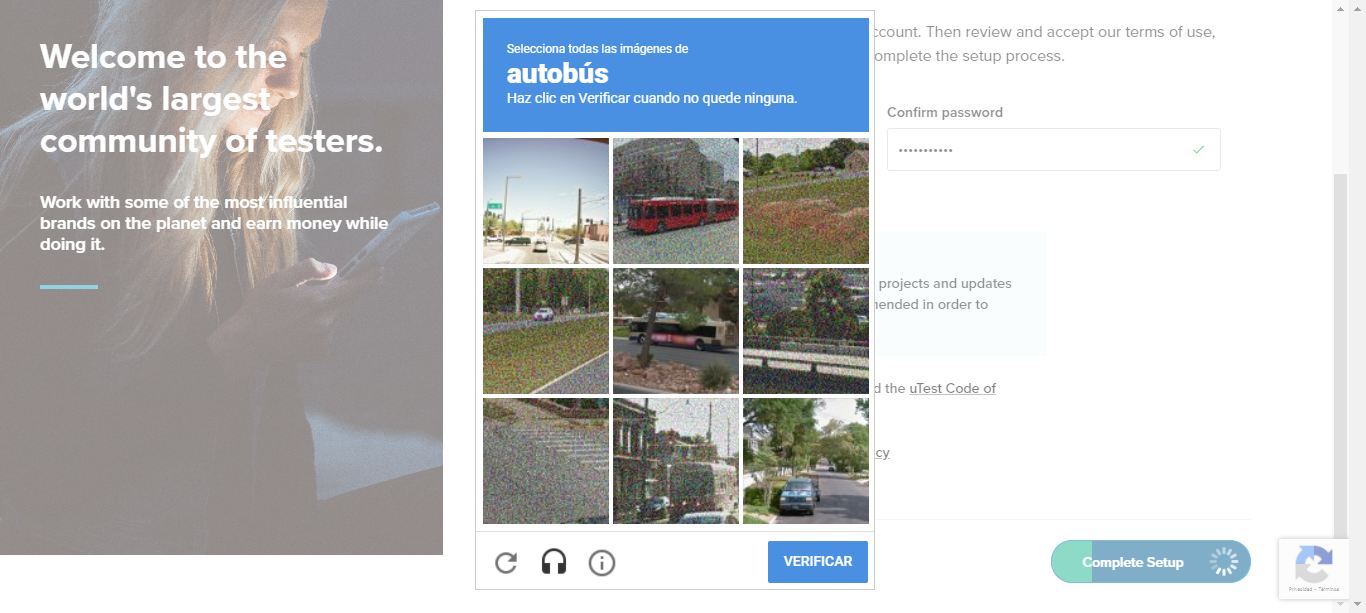 Welcome to the
world's largest
community of testers.
Work with some of the most influential
brands on the planet and earn money while
doing it.
Selecciona todas las imágenes de
autobús
Haz clic en Verificar cuando no quede ninguna.
VERIFICAR
ccount. Then review and accept our terms of use,
omplete the setup process.
Confirm password
projects and updates
nended in order to
d the uTest Code of
cy
Complete Setup
Privacidad - Términos